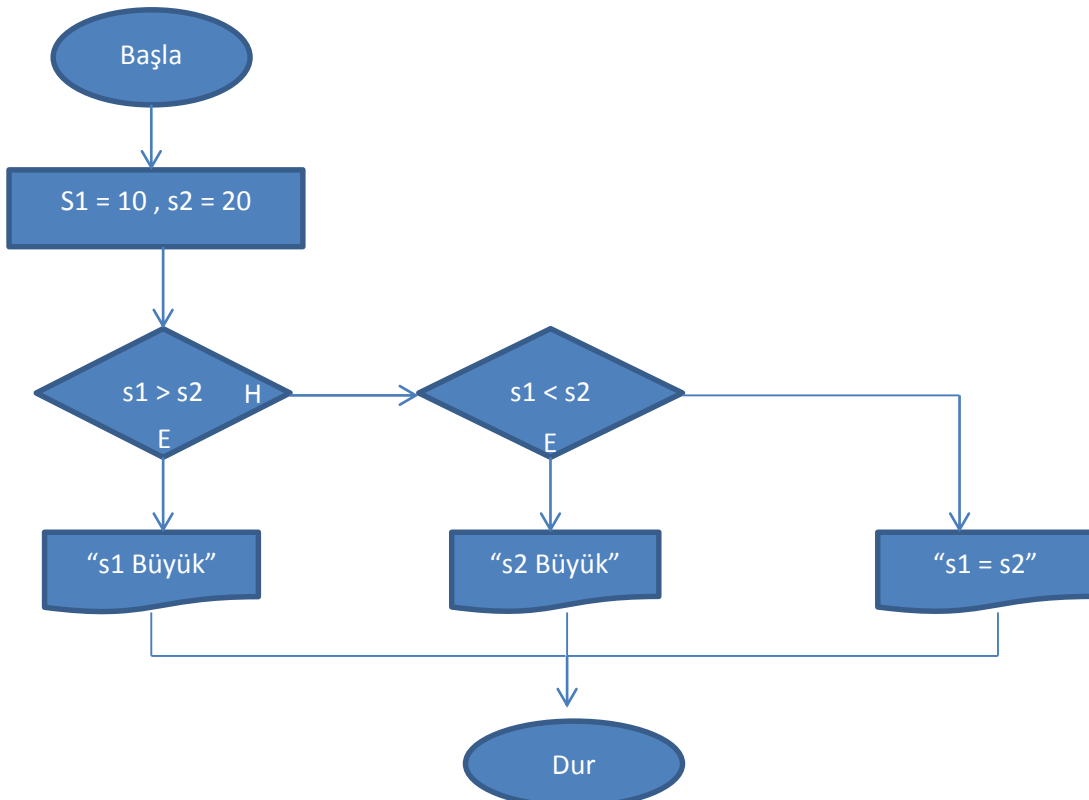 Başla
S1 = 10 , s2 = 20
s1 > s2
H
E
s1 < s2
E
“s1 Büyük”
“s2 Büyük”
“s1 = s2”
Dur